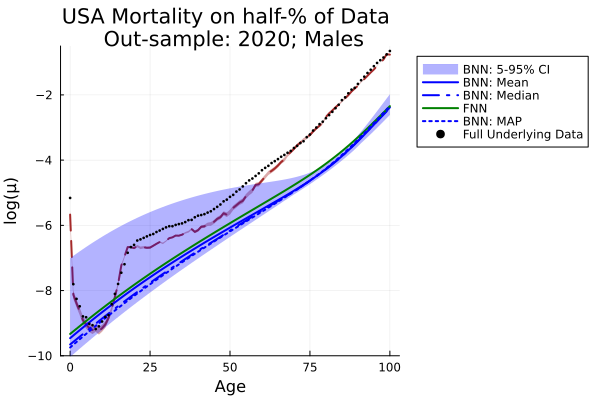 USA Mortality on half-% of Data
Out-sample: 2020; Males
BNN: 5-95% CI
BNN: Mean
BNN: Median
FNN
BNN: MAP
Full Underlying Data
log(μ)
−2
−4
−6
−8
−10
0 25 50 75 100
Age